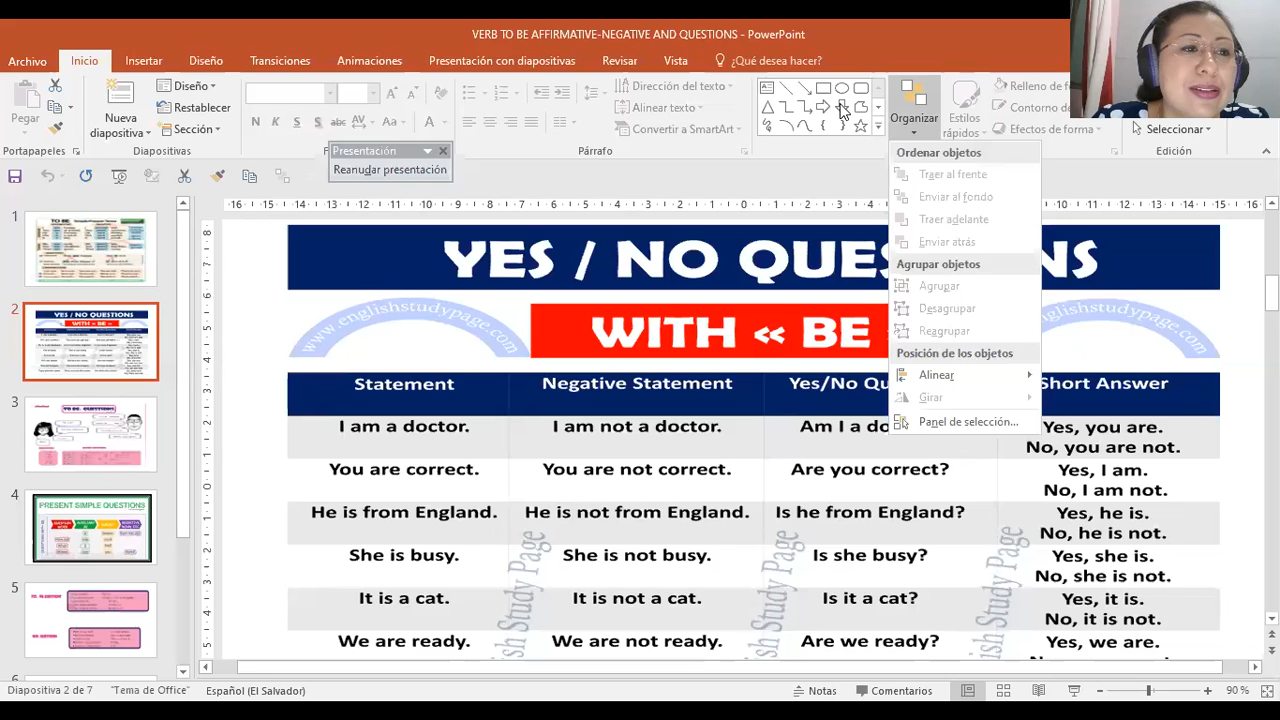 VERB TO BE AFFIRMATIVE-NEGATIVE AND QUESTIONS - PowerPoint
Archivo Inicio Insertar Diseño Transiciones Animaciones Presentación con diapositivas Revisar Vista ¿Qué desea hacer?
Pegar
Nueva diapositiva
Diseño
Restablecer
Sección
N K S abc
Dirección del texto
Alinear texto
Convertir a SmartArt
Organizar
Estilos rápidos
Relleno de
Contorno
Efectos de forma
Seleccionar
Portapapeles Diapositivas Párrafo Edición
Presentación
Reanudar presentación
Ordenar objetos
Traer al frente
Enviar al fondo
Traer adelante
Enviar atrás
Agrupar objetos
Agrupar
Desagrupar
Reagrupar
Posición de los objetos
Alinear
Girar
Panel de selección...
1
2
3
4
5
YES / NO QUE NS
WITH « BE
Statement Negative Statement Yes/No Qu Short Answer
I am a doctor. I am not a doctor. Am I a do Yes, you are.
No, you are not.
You are correct. You are not correct. Are you correct? Yes, I am.
No, I am not.
He is from England. He is not from England. Is he from England? Yes, he is.
No, he is not.
She is busy. She is not busy. Is she busy? Yes, she is.
No, she is not.
It is a cat. It is not a cat. Is it a cat? Yes, it is.
No, it is not.
We are ready. We are not ready. Are we ready? Yes, we are.
Diapositiva 2 de 7 "Tema de Office" Español (El Salvador) Notas Comentarios 90 %